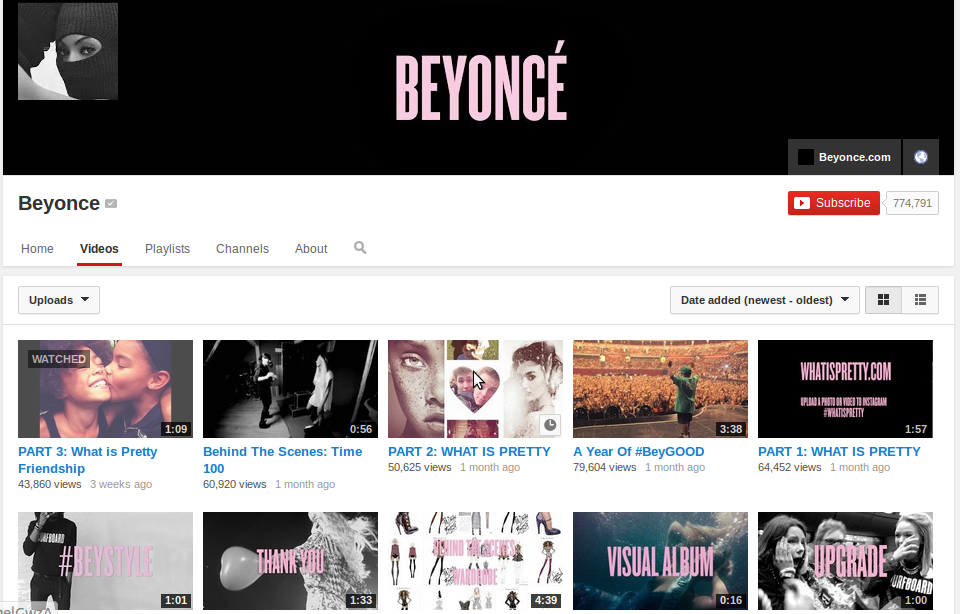 BEYONCÉ
Beyonce.com
Beyonce
Subscribe 774,791
Home Videos Playlists Channels About
Uploads
Date added (newest - oldest)
WATCHED
1:09
0:56
3:38
WHATISPRETTY.COM
UPLOAD A PHOTO OR VIDEO TO INSTAGRAM
#WHATISPRETTY
1:57
PART 3: What is Pretty
Friendship
43,860 views 3 weeks ago
Behind The Scenes: Time
100
60,920 views 1 month ago
PART 2: WHAT IS PRETTY
50,625 views 1 month ago
A Year Of #BeyGOOD
79,604 views 1 month ago
PART 1: WHAT IS PRETTY
64,452 views 1 month ago
SURFBOARD
#BEYSTYLE
1:01
THANK YOU
1:33
BEHIND THE SCENES
WARDROBE
4:39
VISUAL ALBUM
0:16
UPGRADE
SURFBOARD
1:00